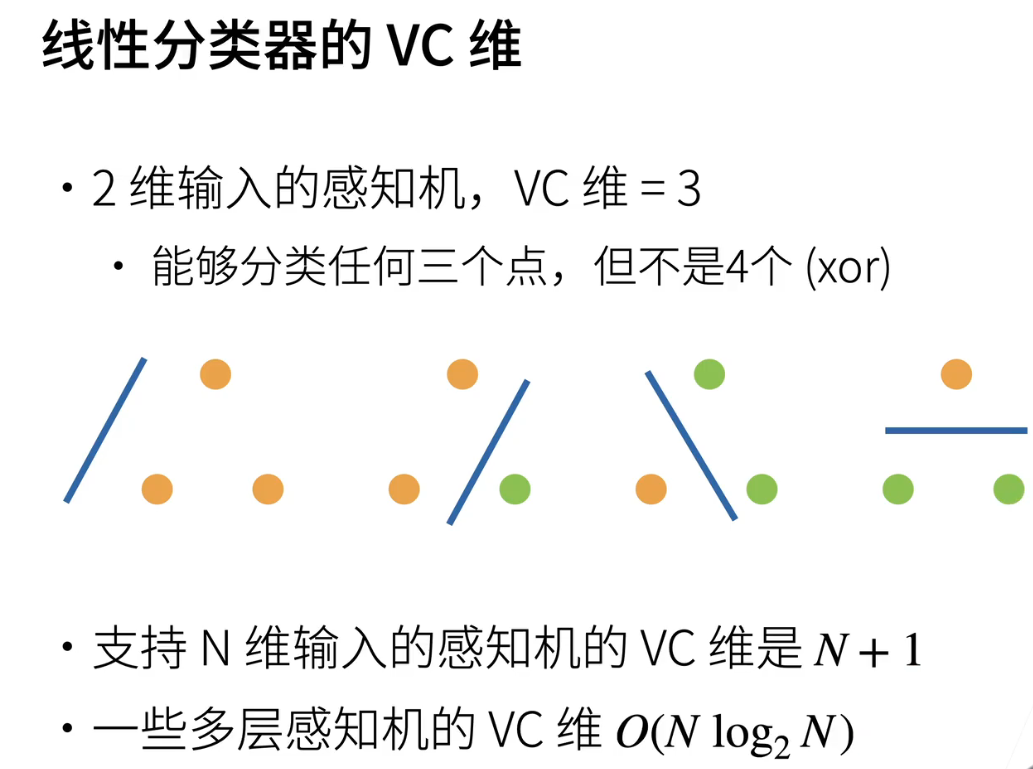 线性分类器的 VC 维
• 2 维输入的感知机，VC 维 = 3
• 能够分类任何三个点，但不是4个 (xor)
• 支持 N 维输入的感知机的 VC 维是 N + 1
• 一些多层感知机的 VC 维 O(N log₂ N)